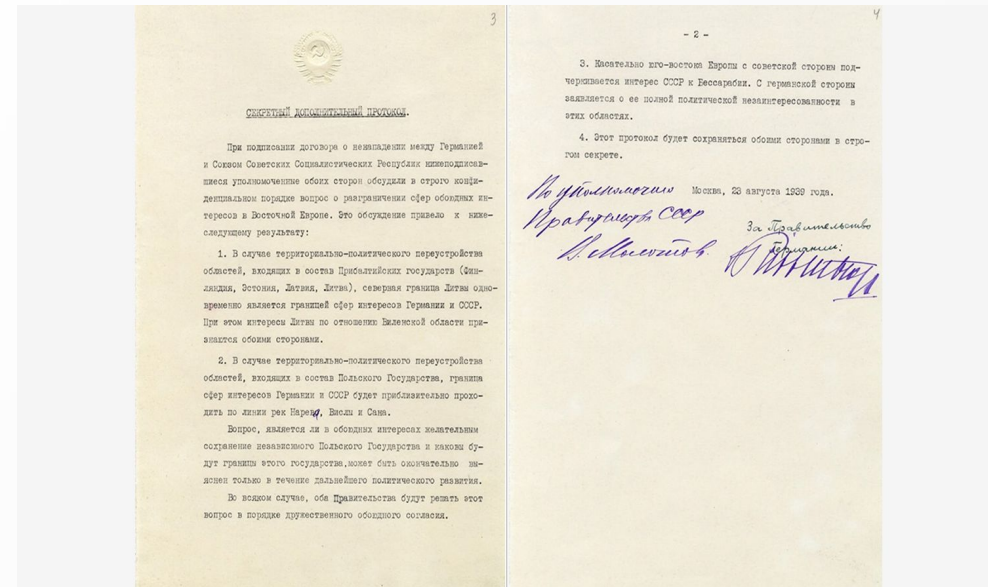 3
СЕКРЕТНЫЙ ДОПОЛНИТЕЛЬНЫЙ ПРОТОКОЛ.
При подписании договора о ненападении между Германией
и Союзом Советских Социалистических Республик нижеподписав-
шиеся уполномоченные обоих сторон обсудили в строго конфи-
денциальном порядке вопрос о разграничении сфер обоюдных ин-
тересов в Восточной Европе. Это обсуждение привело к ниже-
следующему результату:
1. В случае территориально-политического переустройства
областей, входящих в состав Прибалтийских государств (Фин-
ляндия, Эстония, Латвия, Литва), северная граница Литвы одно-
временно является границей сфер интересов Германии и СССР.
При этом интересы Литвы по отношению Виленской области при-
знаются обоими сторонами.
2. В случае территориально-политического переустройства
областей, входящих в состав Польского Государства, граница
сфер интересов Германии и СССР будет приблизительно прохо-
дить по линии рек Нарева, Вислы и Сана.
Вопрос, является ли в обоюдных интересах желательным
сохранение независимого Польского Государства и каковы бу-
дут границы этого государства, может быть окончательно вы-
яснен только в течение дальнейшего политического развития.
Во всяком случае, оба Правительства будут решать этот
вопрос в порядке дружественного обоюдного согласия.
4
- 2 -
3. Касательно юго-востока Европы с советской стороны под-
черкивается интерес СССР к Бессарабии. С германской стороны
заявляется о ее полной политической незаинтересованности в
этих областях.
4. Этот протокол будет сохраняться обоими сторонами в стро-
гом секрете.
Москва, 23 августа 1939 года.
По уполномочию
Правительства СССР
В. Молотов
За Правительство
Германии: